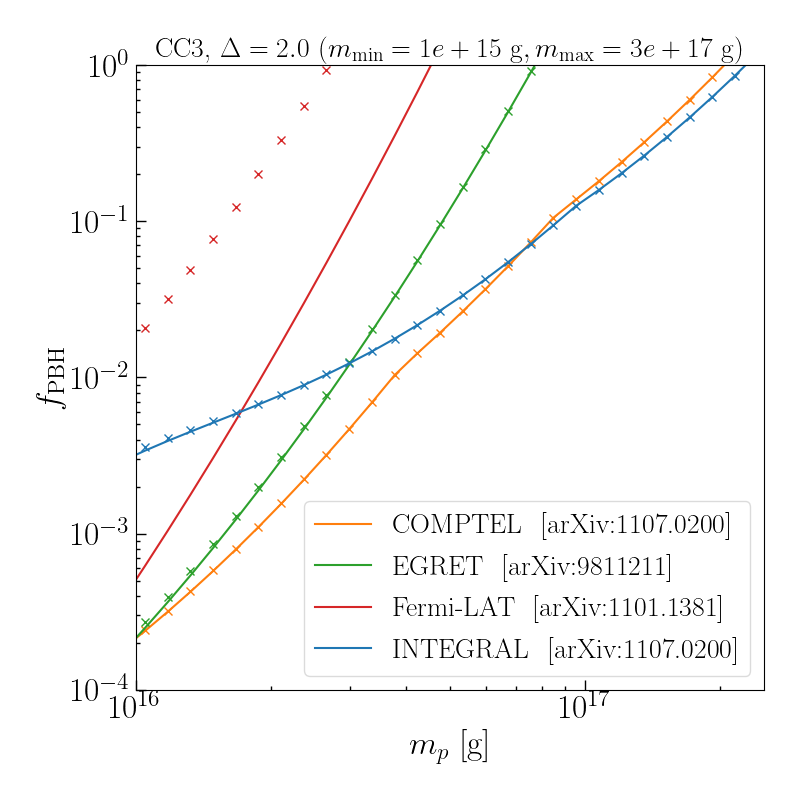 CC3, Δ = 2.0 (m_min = 1e + 15 g, m_max = 3e + 17 g)
10^0
10^−1
10^−2
10^−3
10^−4
f_PBH
COMPTEL [arXiv:1107.0200]
EGRET [arXiv:9811211]
Fermi-LAT [arXiv:1101.1381]
INTEGRAL [arXiv:1107.0200]
10^16 10^17
m_p [g]